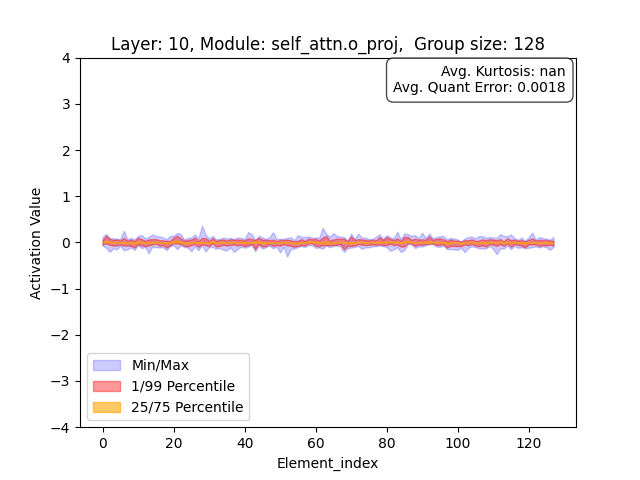 Layer: 10, Module: self_attn.o_proj,  Group size: 128
Avg. Kurtosis: nan
Avg. Quant Error: 0.0018
4
3
2
1
0
−1
−2
−3
−4
Activation Value
Min/Max
1/99 Percentile
25/75 Percentile
0 20 40 60 80 100 120
Element_index